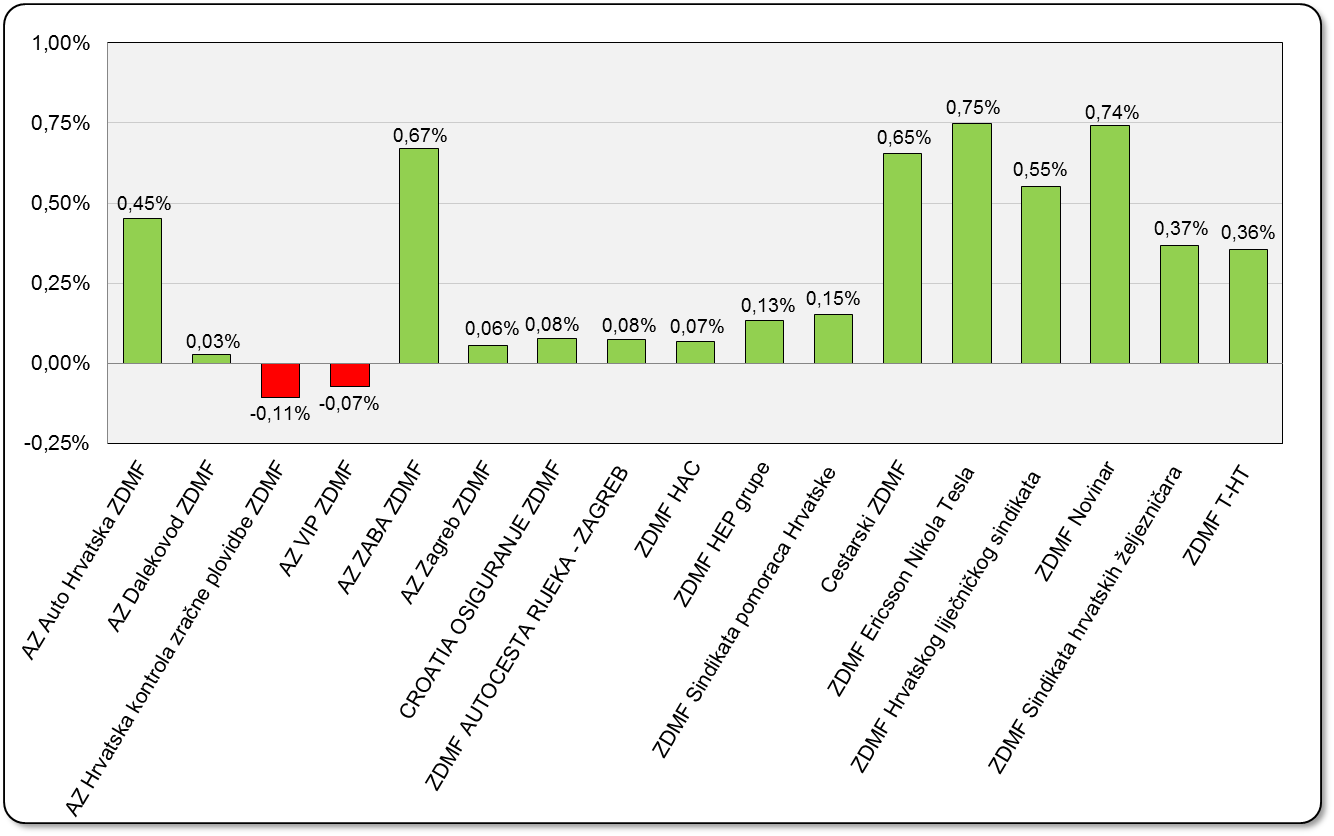 1,00%
0,75%
0,50%
0,25%
0,00%
-0,25%
0,45%
0,03%
-0,11%
-0,07%
0,67%
0,06%
0,08%
0,08%
0,07%
0,13%
0,15%
0,65%
0,75%
0,55%
0,74%
0,37%
0,36%
AZ Auto Hrvatska ZDMF
AZ Dalekovod ZDMF
AZ Hrvatska kontrola zračne plovidbe ZDMF
AZ VIP ZDMF
AZ ZABA ZDMF
AZ Zagreb ZDMF
CROATIA OSIGURANJE ZDMF
ZDMF AUTOCESTA RIJEKA - ZAGREB
ZDMF HAC
ZDMF HEP grupe
ZDMF Sindikata pomoraca Hrvatske
Cestarski ZDMF
ZDMF Ericsson Nikola Tesla
ZDMF Hrvatskog liječničkog sindikata
ZDMF Novinar
ZDMF Sindikata hrvatskih željezničara
ZDMF T-HT